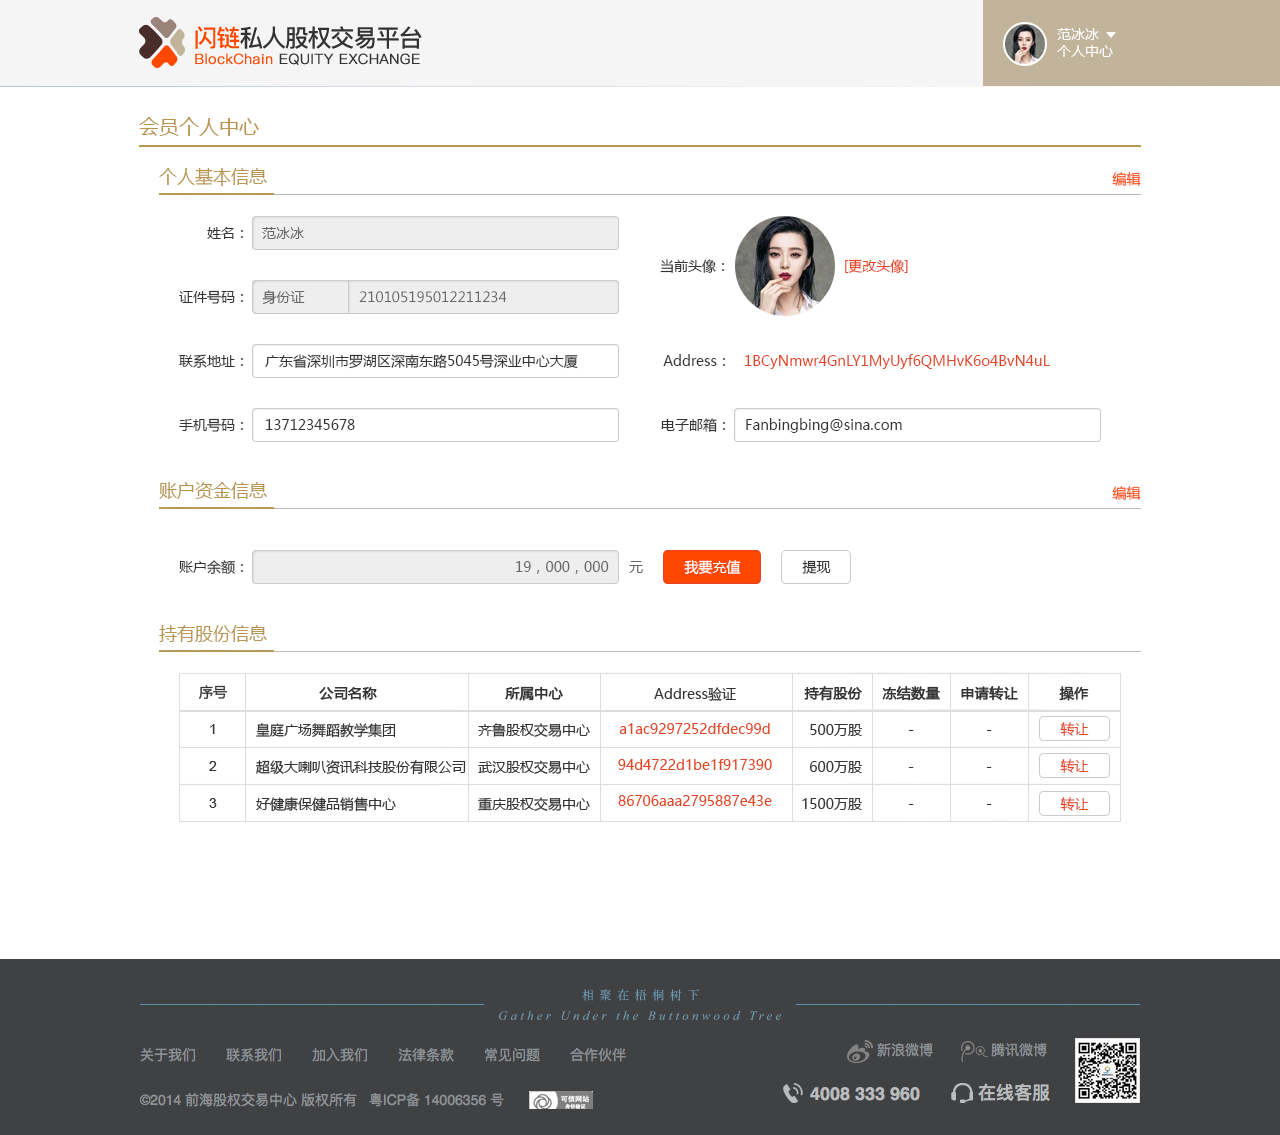 闪链私人股权交易平台
BlockChain EQUITY EXCHANGE
范冰冰
个人中心
会员个人中心
个人基本信息
编辑
姓名：
范冰冰
当前头像：
[更改头像]
证件号码：
身份证
210105195012211234
联系地址：
广东省深圳市罗湖区深南东路5045号深业中心大厦
Address：
1BCyNmwr4GnLY1MyUyf6QMHvK6o4BvN4uL
手机号码：
13712345678
电子邮箱：
Fanbingbing@sina.com
账户资金信息
编辑
账户余额：
19，000，000
元
我要充值
提现
持有股份信息
序号 公司名称 所属中心 Address验证 持有股份 冻结数量 申请转让 操作
1 皇庭广场舞蹈教学集团 齐鲁股权交易中心 a1ac9297252dfdec99d 500万股 - - 转让
2 超级大喇叭资讯科技股份有限公司 武汉股权交易中心 94d4722d1be1f917390 600万股 - - 转让
3 好健康保健品销售中心 重庆股权交易中心 86706aaa2795887e43e 1500万股 - - 转让
相聚在梧桐树下
Gather Under the Buttonwood Tree
关于我们 联系我们 加入我们 法律条款 常见问题 合作伙伴
新浪微博 腾讯微博
4008 333 960 在线客服
©2014 前海股权交易中心 版权所有 粤ICP备 14006356 号
可信网站
身份验证